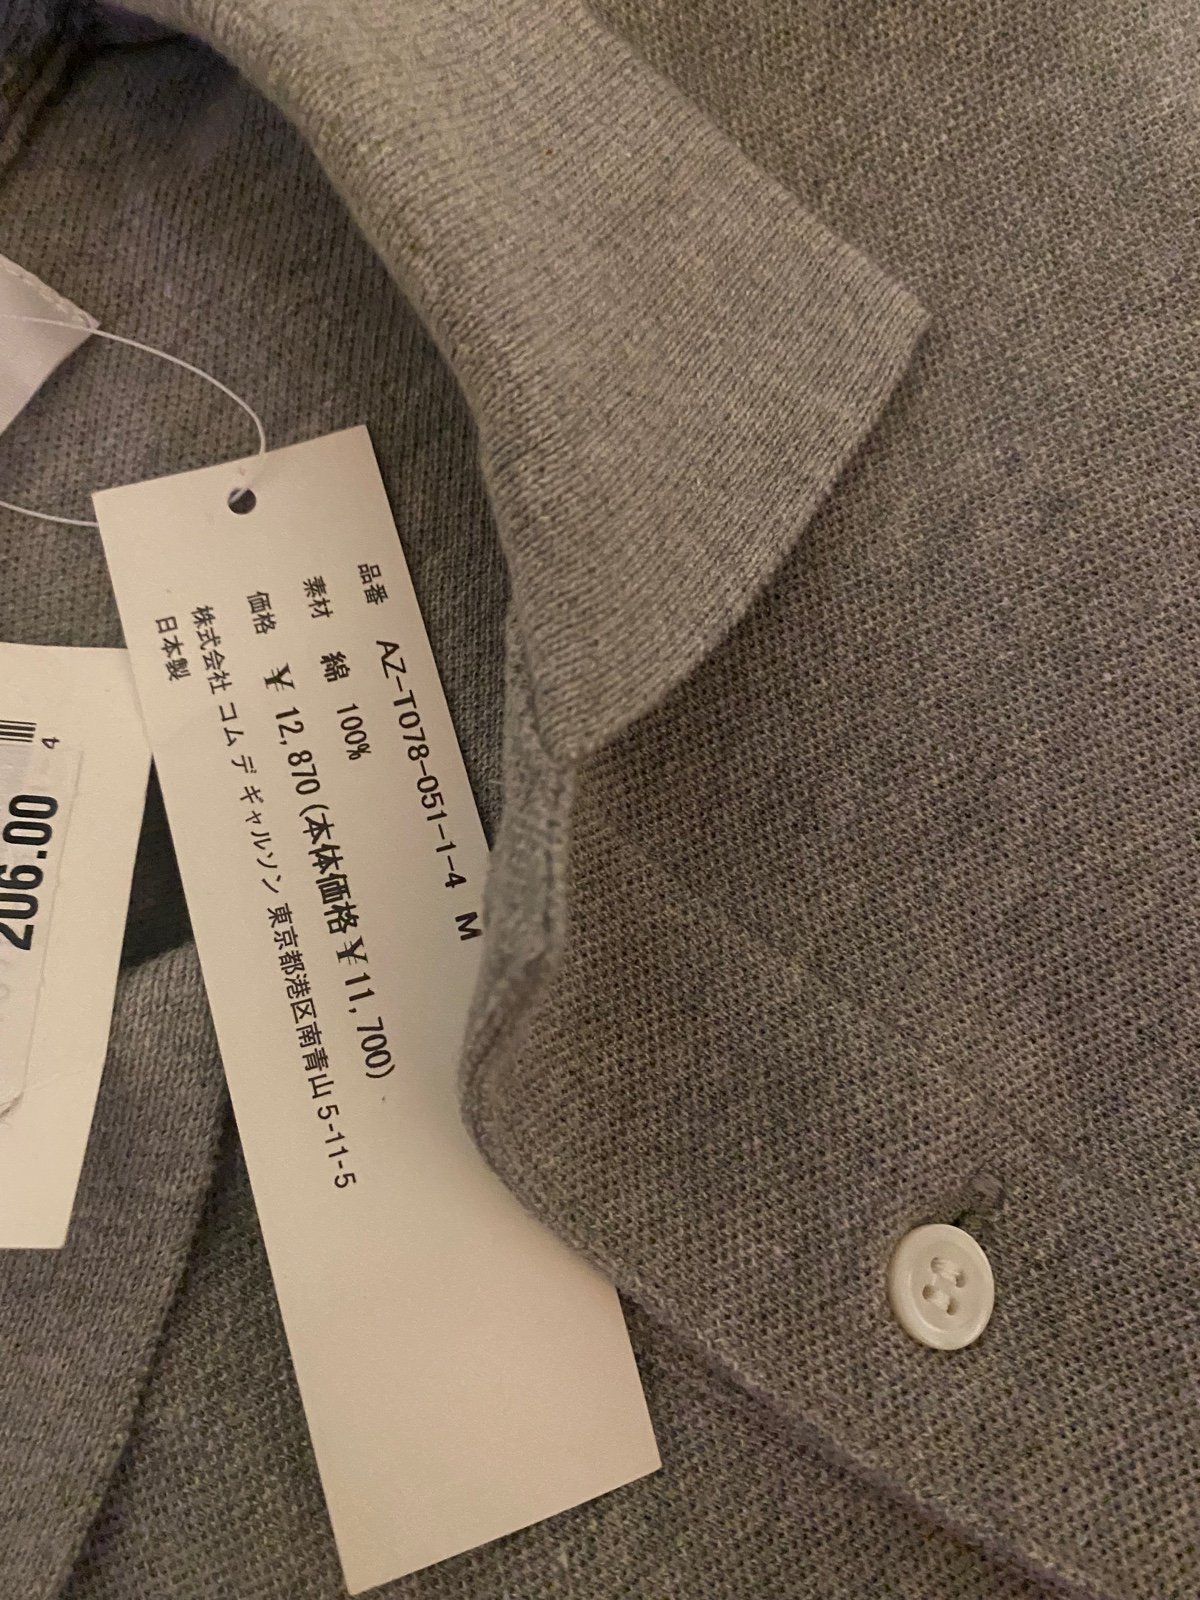 品番 AZ-T078-051-1-4 M
素材 綿 100%
価格 ¥ 12,870 (本体価格 ¥ 11,700)
株式会社 コム デ ギャルソン 東京都港区南青山 5-11-5
日本製
4
206.00